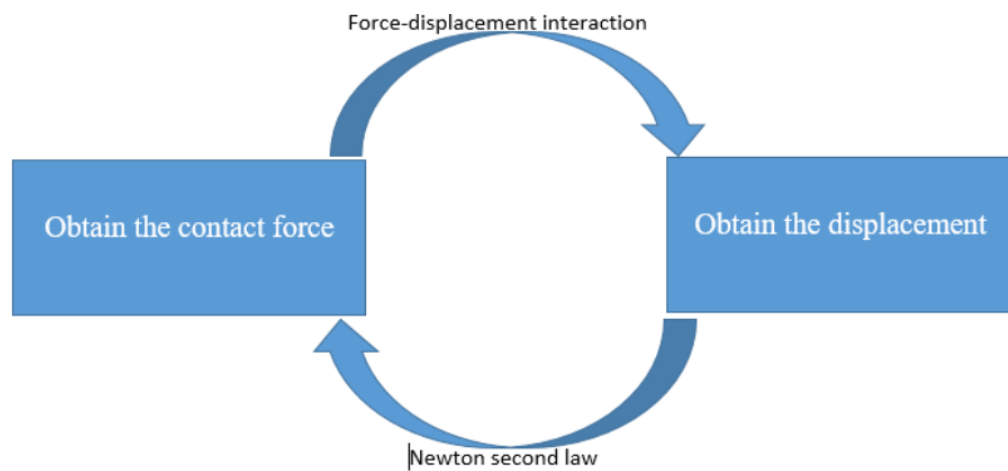 Force-displacement interaction
Obtain the contact force
Obtain the displacement
Newton second law